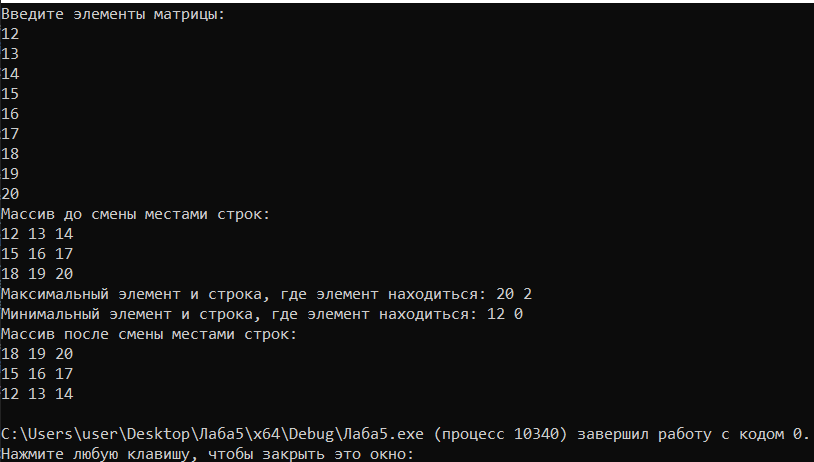 Введите элементы матрицы:
12
13
14
15
16
17
18
19
20
Массив до смены местами строк:
12 13 14
15 16 17
18 19 20
Максимальный элемент и строка, где элемент находиться: 20 2
Минимальный элемент и строка, где элемент находиться: 12 0
Массив после смены местами строк:
18 19 20
15 16 17
12 13 14
C:\Users\user\Desktop\Лаба5\x64\Debug\Лаба5.exe (процесс 10340) завершил работу с кодом 0.
Нажмите любую клавишу, чтобы закрыть это окно: